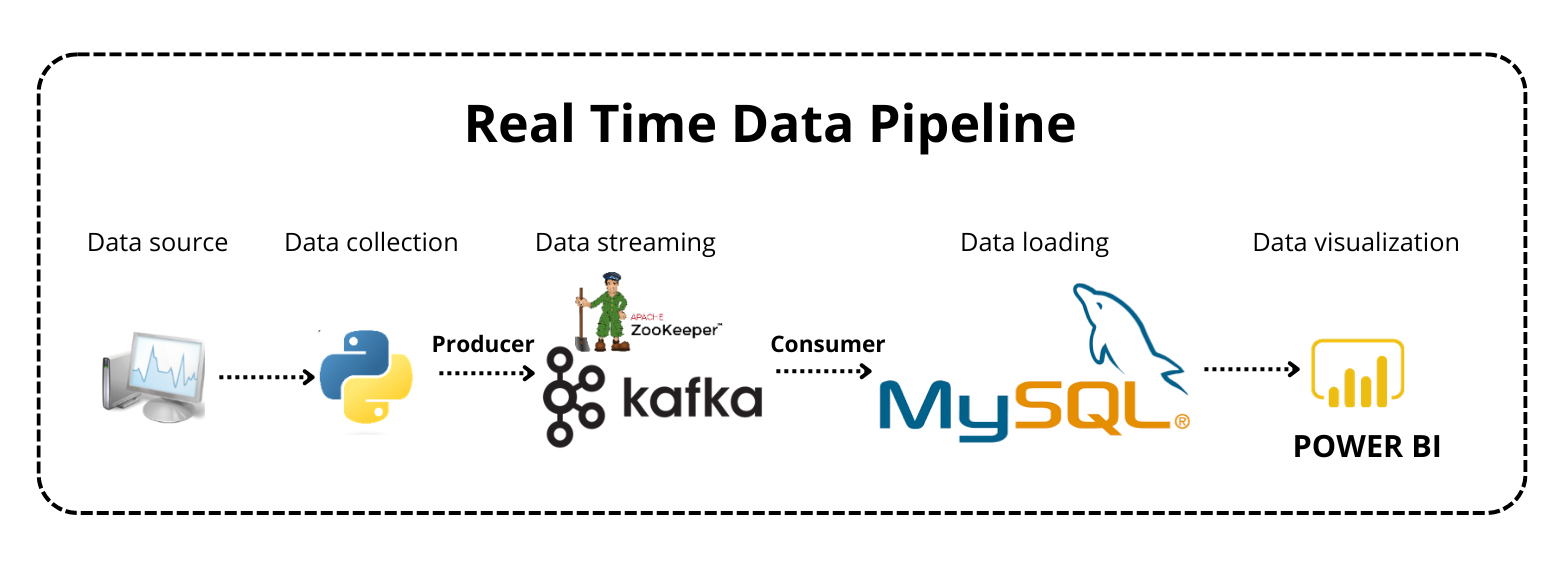 Real Time Data Pipeline
Data source
Data collection
Data streaming
Data loading
Data visualization
APACHE
ZooKeeper™
Producer
Consumer
kafka
MySQL®
POWER BI